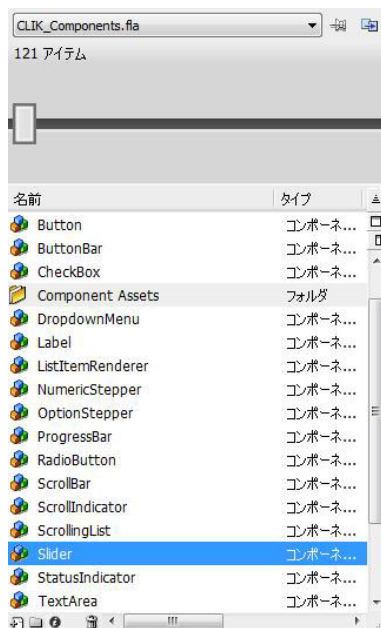 CLIK_Components.fla
121 アイテム
名前 タイプ
Button コンポーネ...
ButtonBar コンポーネ...
CheckBox コンポーネ...
Component Assets フォルダ
DropdownMenu コンポーネ...
Label コンポーネ...
ListItemRenderer コンポーネ...
NumericStepper コンポーネ...
OptionStepper コンポーネ...
ProgressBar コンポーネ...
RadioButton コンポーネ...
ScrollBar コンポーネ...
ScrollIndicator コンポーネ...
ScrollingList コンポーネ...
Slider コンポーネ...
StatusIndicator コンポーネ...
TextArea コンポーネ...